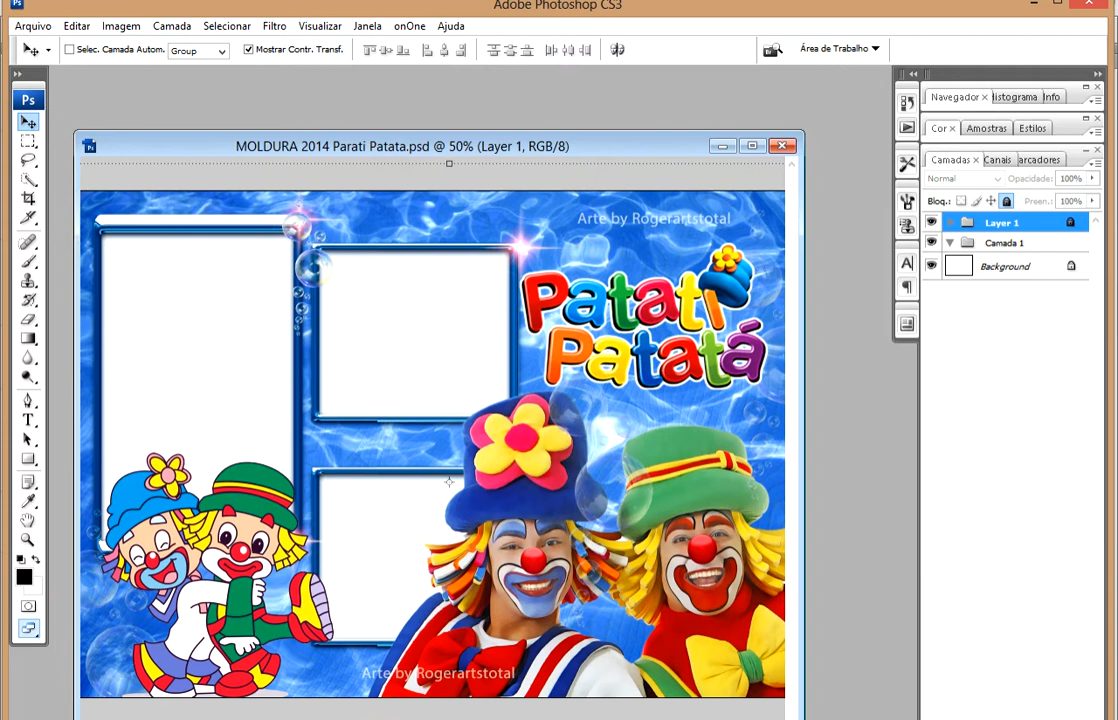 Adobe Photoshop CS3
Arquivo Editar Imagem Camada Selecionar Filtro Visualizar Janela onOne Ajuda
Selec. Camada Autom. Group Mostrar Contr. Transf. Área de Trabalho
Ps
MOLDURA 2014 Parati Patata.psd @ 50% (Layer 1, RGB/8)
Arte by Rogerartstotal
Patati
Patatá
Arte by Rogerartstotal
Navegador Histograma Info
Cor Amostras Estilos
Camadas Canais arcadores
Normal Opacidade: 100%
Bloq.: Preen.: 100%
Layer 1
Camada 1
Background